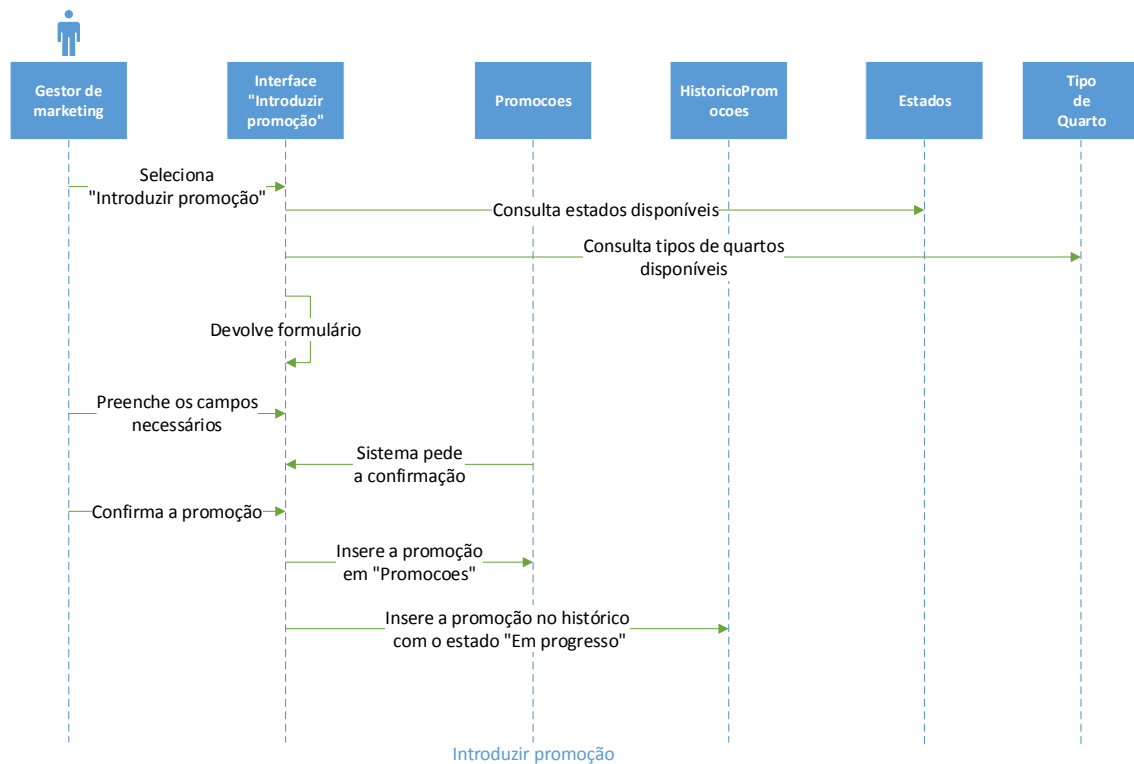 Gestor de
marketing
Interface
"Introduzir
promoção"
Promocoes
HistoricoProm
ocoes
Estados
Tipo
de
Quarto
Seleciona
"Introduzir promoção"
Consulta estados disponíveis
Consulta tipos de quartos
disponíveis
Devolve formulário
Preenche os campos
necessários
Sistema pede
a confirmação
Confirma a promoção
Insere a promoção
em "Promocoes"
Insere a promoção no histórico
com o estado "Em progresso"
Introduzir promoção